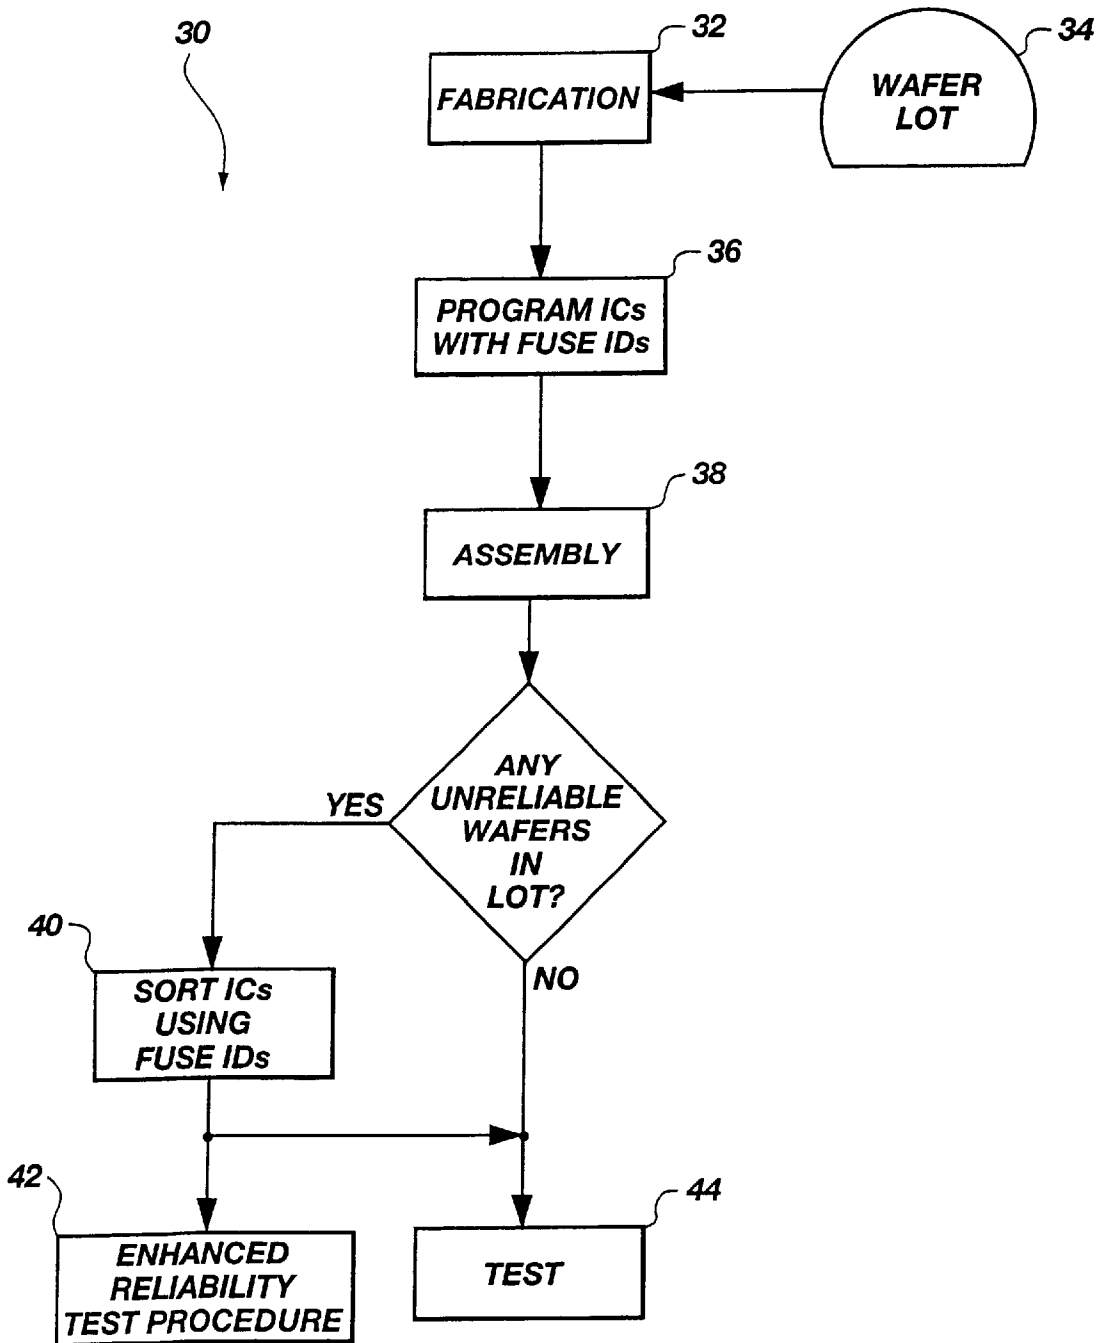 30
32
34
FABRICATION
WAFER
LOT
36
PROGRAM ICs
WITH FUSE IDs
38
ASSEMBLY
ANY
UNRELIABLE
WAFERS
IN
LOT?
YES
NO
40
SORT ICs
USING
FUSE IDs
42
ENHANCED
RELIABILITY
TEST PROCEDURE
44
TEST